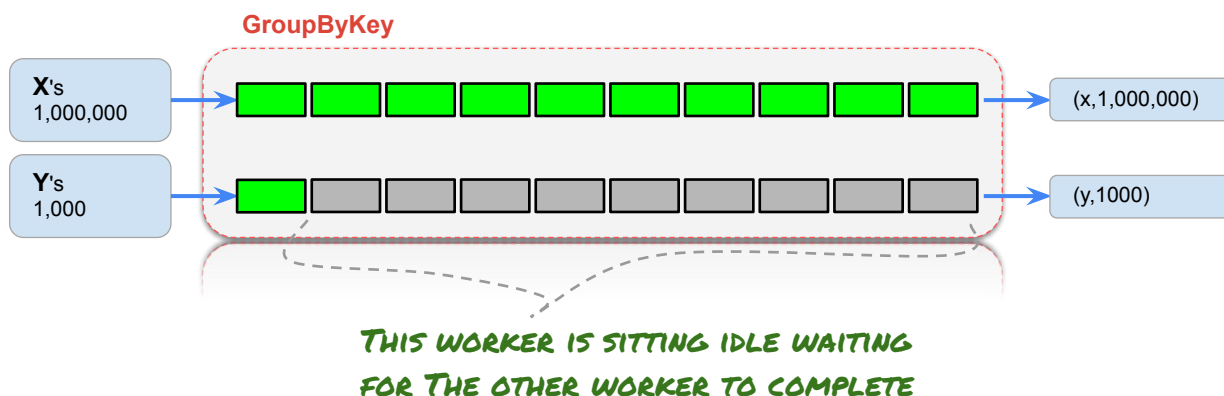 GroupByKey
X's
1,000,000
(x,1,000,000)
Y's
1,000
(y,1000)
This worker is sitting idle waiting
for The other worker to complete